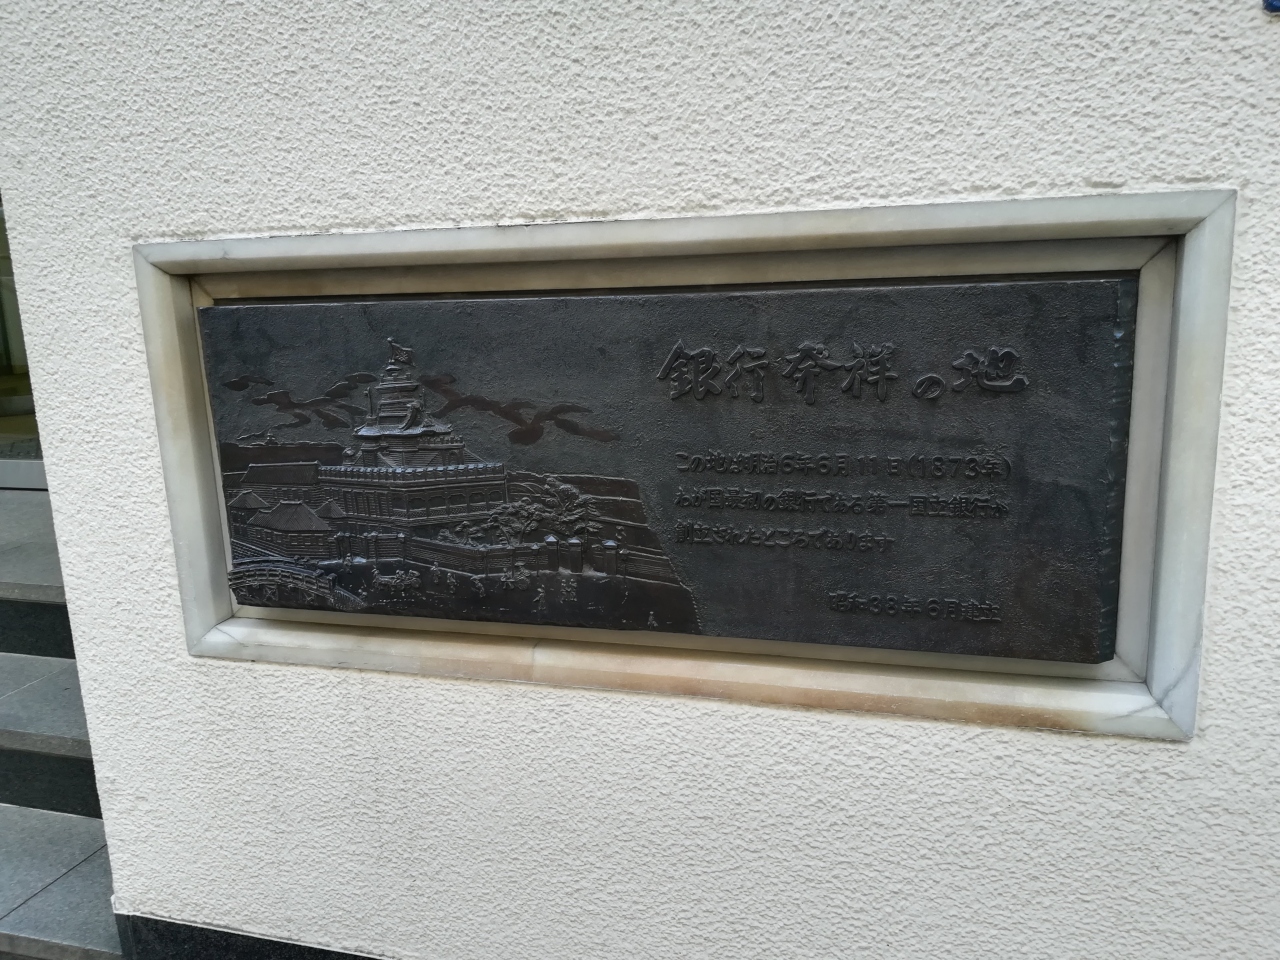 銀行発祥の地
この地は明治6年6月11日(1873年)
わが国最初の銀行である第一国立銀行が
創立されたところであります
昭和38年6月建立